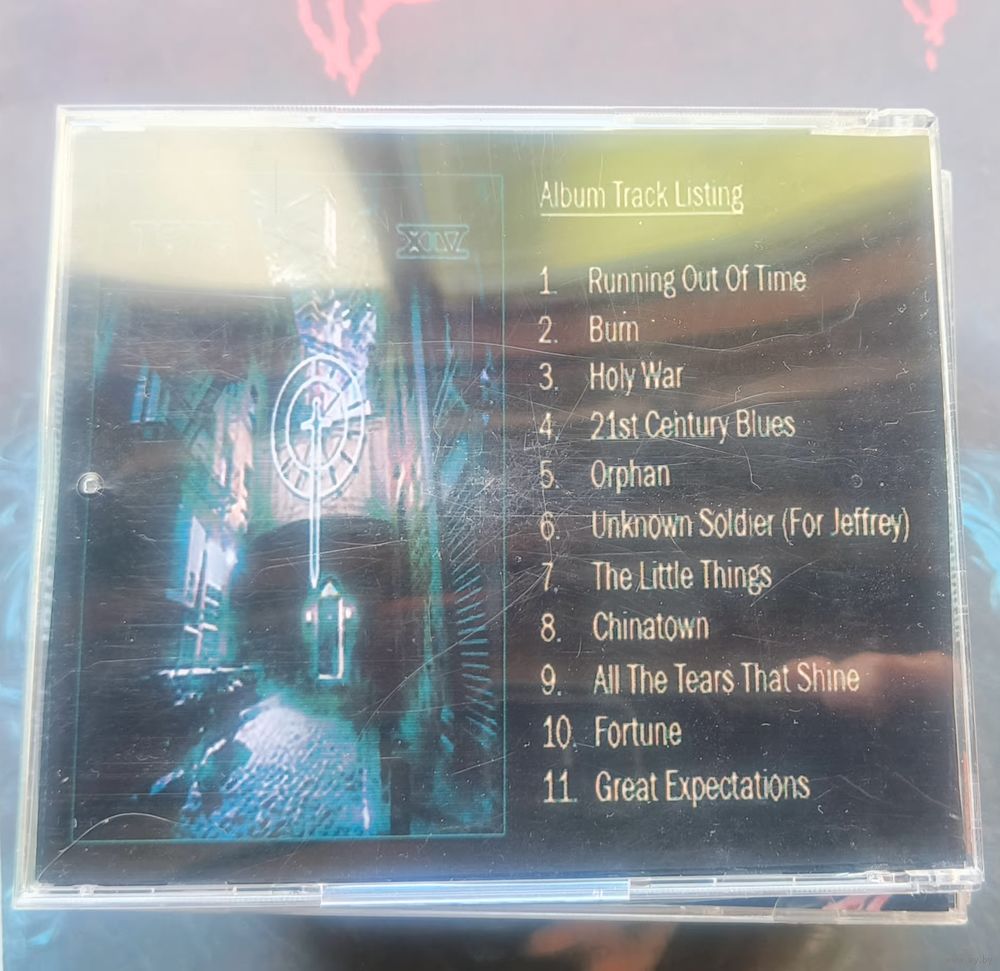 XIV
Album Track Listing
1. Running Out Of Time
2. Burn
3. Holy War
4. 21st Century Blues
5. Orphan
6. Unknown Soldier (For Jeffrey)
7. The Little Things
8. Chinatown
9. All The Tears That Shine
10. Fortune
11. Great Expectations